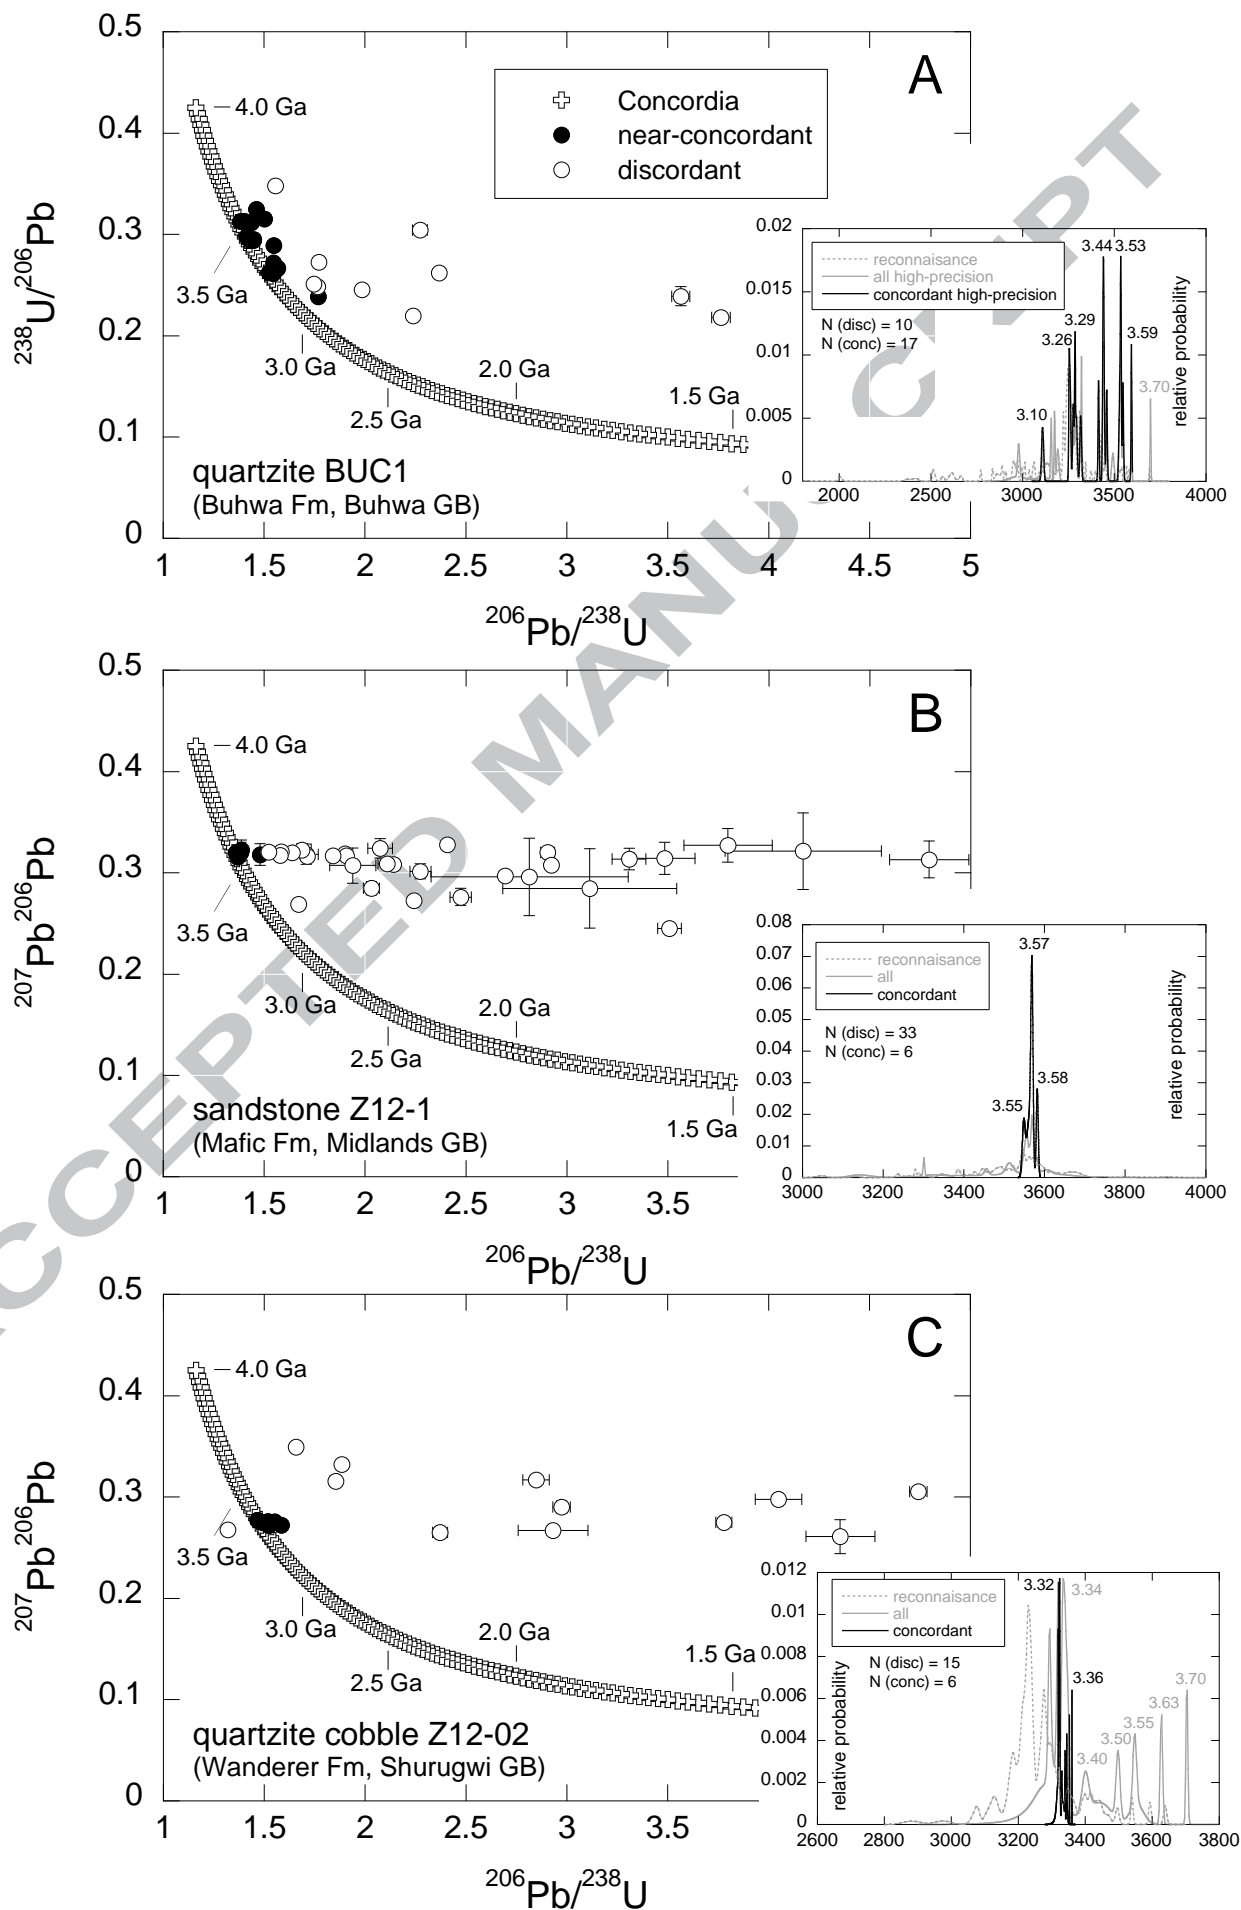 A
0.5
0.4
0.3
0.2
0.1
0
238U/206Pb
Concordia
near-concordant
discordant
4.0 Ga
3.5 Ga
3.0 Ga
2.5 Ga
2.0 Ga
1.5 Ga
quartzite BUC1
(Buhwa Fm, Buhwa GB)
1 1.5 2 2.5 3 3.5 4 4.5 5
206Pb/238U
0.02
0.015
0.01
0.005
0
reconnaisance
all high-precision
concordant high-precision
N (disc) = 10
N (conc) = 17
3.10
3.26
3.29
3.44
3.53
3.59
3.70
relative probability
2000 2500 3000 3500 4000
B
0.5
0.4
0.3
0.2
0.1
0
207Pb 206Pb
4.0 Ga
3.5 Ga
3.0 Ga
2.5 Ga
2.0 Ga
1.5 Ga
sandstone Z12-1
(Mafic Fm, Midlands GB)
1 1.5 2 2.5 3 3.5
206Pb/238U
0.08
0.07
0.06
0.05
0.04
0.03
0.02
0.01
0
reconnaisance
all
concordant
N (disc) = 33
N (conc) = 6
3.57
3.55
3.58
relative probability
3000 3200 3400 3600 3800 4000
C
0.5
0.4
0.3
0.2
0.1
0
207Pb 206Pb
4.0 Ga
3.5 Ga
3.0 Ga
2.5 Ga
2.0 Ga
1.5 Ga
quartzite cobble Z12-02
(Wanderer Fm, Shurugwi GB)
1 1.5 2 2.5 3 3.5
206Pb/238U
0.012
0.01
0.008
0.006
0.004
0.002
0
reconnaisance
all
concordant
N (disc) = 15
N (conc) = 6
3.32
3.34
3.36
3.40
3.50
3.55
3.63
3.70
relative probability
2600 2800 3000 3200 3400 3600 3800